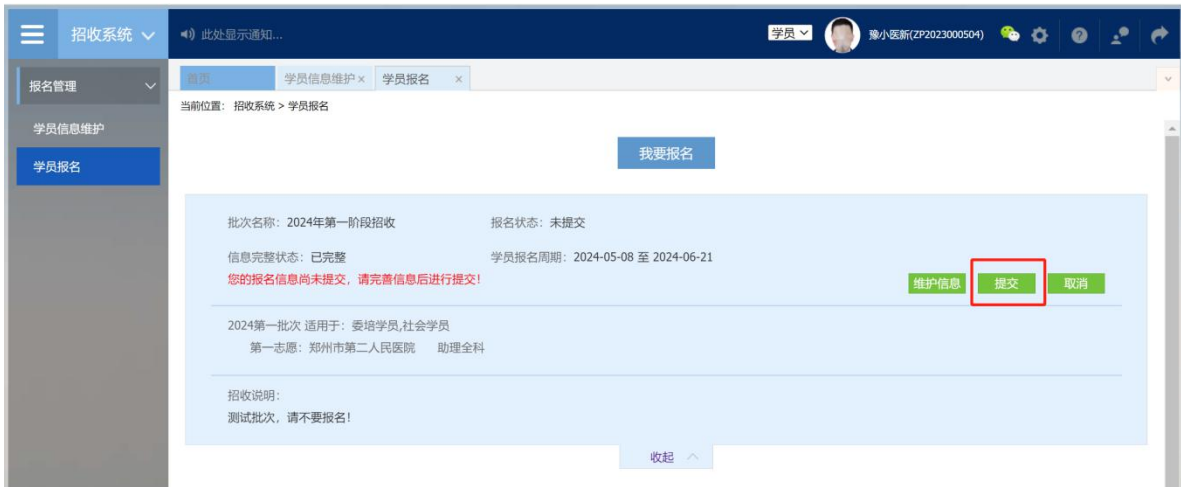 招收系统
此处显示通知...
学员
豫小医新(ZP2023000504)
报名管理
首页
学员信息维护×
学员报名 ×
当前位置: 招收系统 > 学员报名
学员信息维护
学员报名
我要报名
批次名称: 2024年第一阶段招收
报名状态: 未提交
信息完整状态: 已完整
学员报名周期: 2024-05-08 至 2024-06-21
您的报名信息尚未提交, 请完善信息后进行提交!
维护信息
提交
取消
2024第一批次 适用于: 委培学员,社会学员
第一志愿: 郑州市第二人民医院 助理全科
招收说明:
测试批次, 请不要报名!
收起